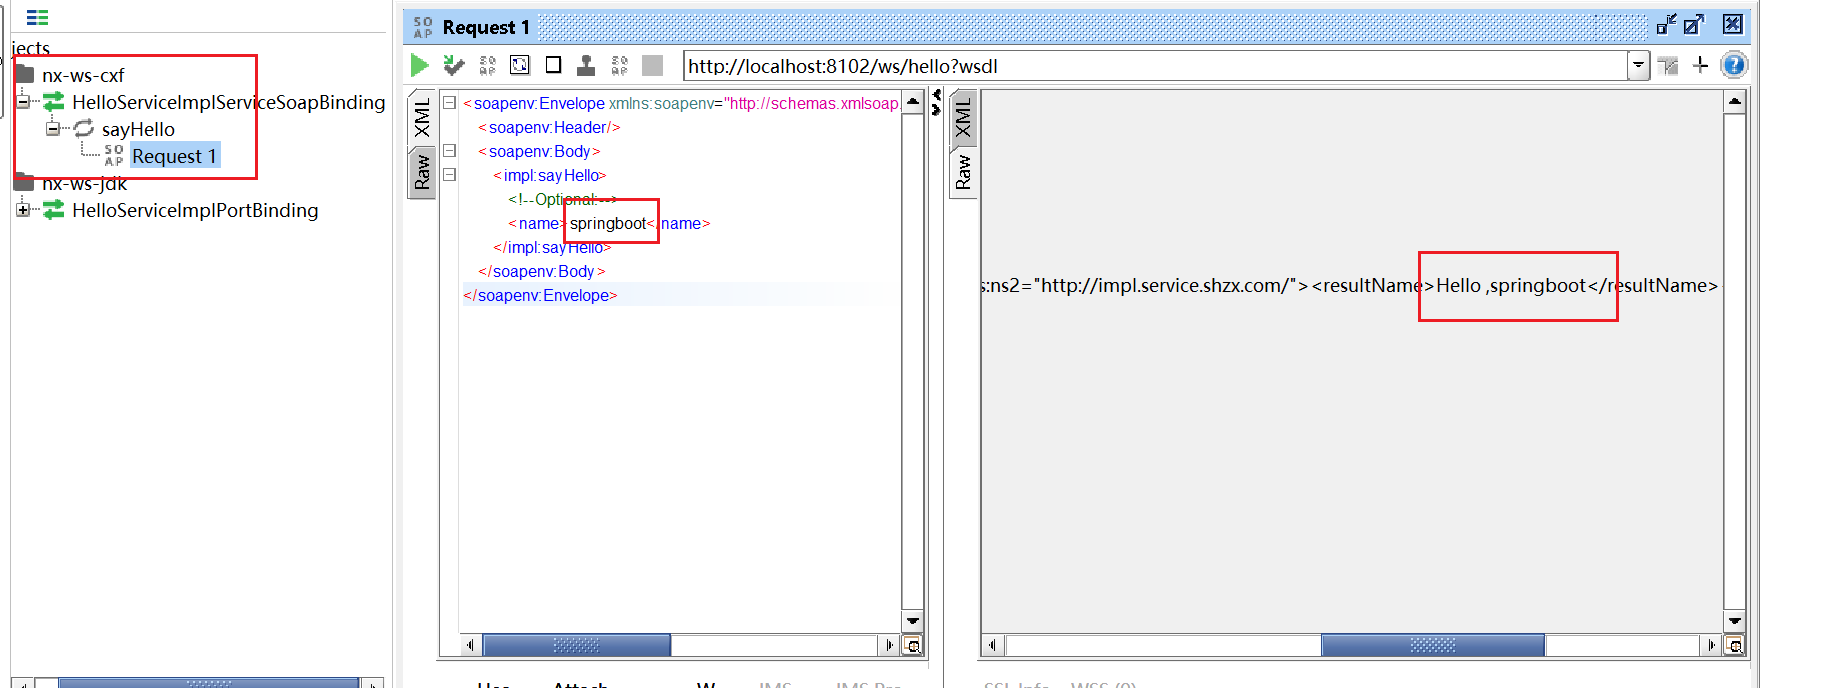 jects
nx-ws-cxf
HelloServiceImplServiceSoapBinding
sayHello
SO AP Request 1
nx-ws-jdk
HelloServiceImplPortBinding
SO AP Request 1
http://localhost:8102/ws/hello?wsdl
XML
Raw
<soapenv:Envelope xmlns:soapenv="http://schemas.xmlsoap.
<soapenv:Header/>
<soapenv:Body>
<impl:sayHello>
<!--Optional:-->
<name>springboot</name>
</impl:sayHello>
</soapenv:Body>
</soapenv:Envelope>
XML
Raw
s:ns2="http://impl.service.shzx.com/"><resultName>Hello ,springboot</resultName>